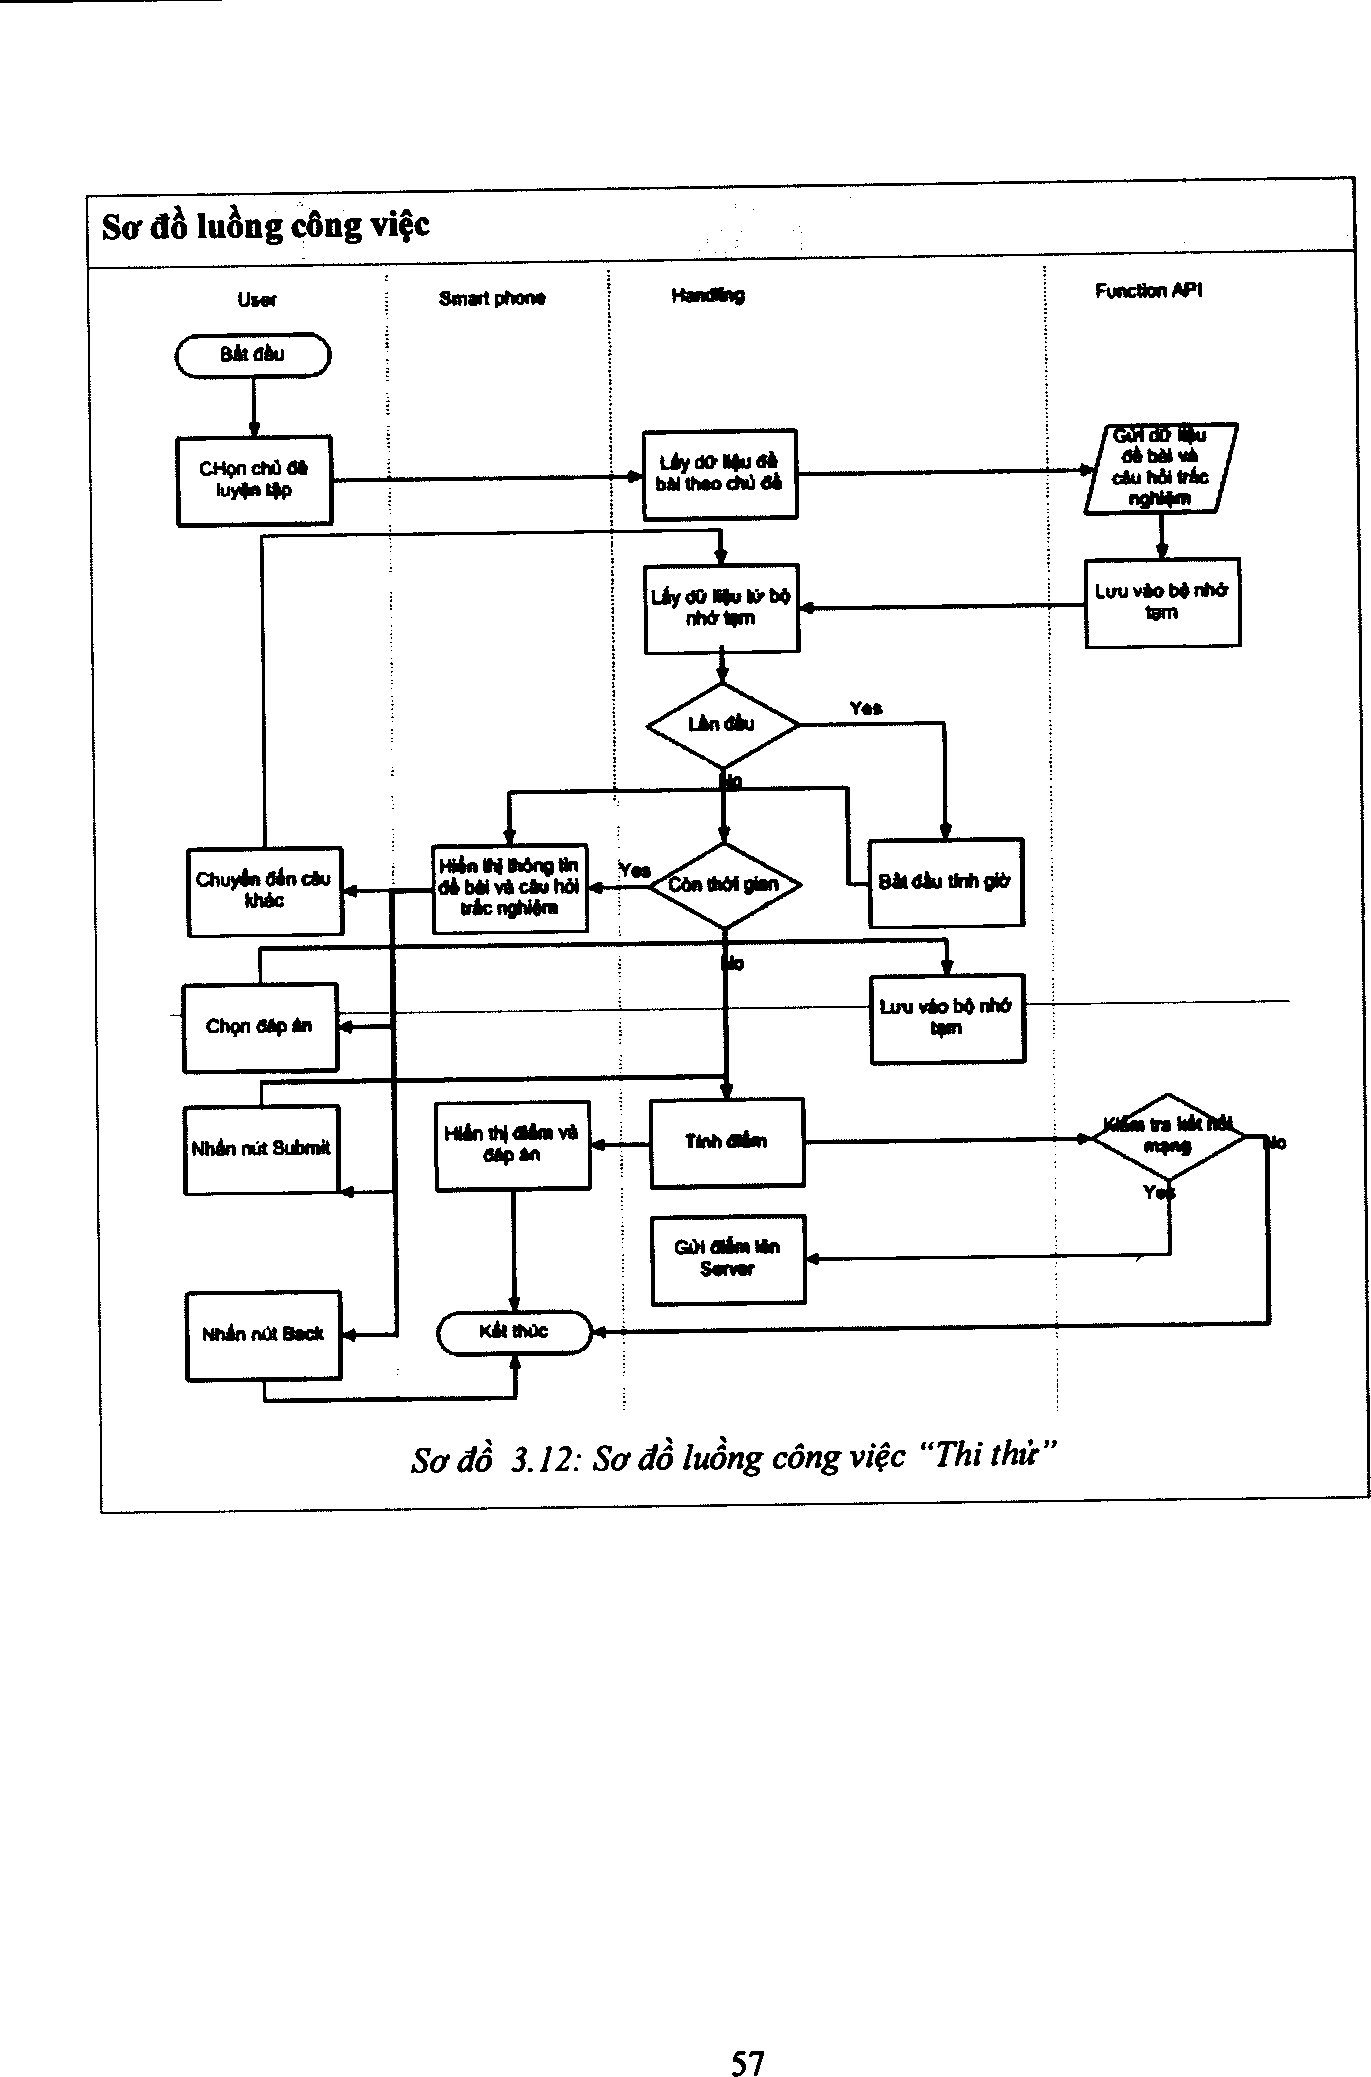 Sơ đồ luồng công việc
User
Smart phone
Handling
Function API
Bắt đầu
CHọn chủ đề
luyện tập
Lấy dữ liệu đề
bài theo chủ đề
Gửi dữ liệu
đề bài và
câu hỏi trắc
nghiệm
Lấy dữ liệu từ bộ
nhớ tạm
Lưu vào bộ nhớ
tạm
Lần đầu
Yes
No
Chuyển đến câu
khác
Hiển thị thông tin
đề bài và câu hỏi
trắc nghiệm
Yes
Còn thời gian
Bắt đầu tính giờ
No
Chọn đáp án
Lưu vào bộ nhớ
tạm
Nhấn nút Submit
Hiển thị điểm và
đáp án
Tính điểm
Kiểm tra kết nối
mạng
No
Yes
Gửi điểm lên
Server
Nhấn nút Back
Kết thúc
Sơ đồ 3.12: Sơ đồ luồng công việc “Thi thử”
57